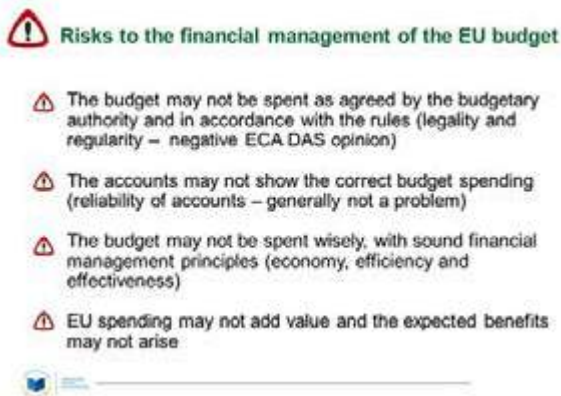 Risks to the financial management of the EU budget
The budget may not be spent as agreed by the budgetary
authority and in accordance with the rules (legality and
regularity – negative ECA DAS opinion)
The accounts may not show the correct budget spending
(reliability of accounts – generally not a problem)
The budget may not be spent wisely, with sound financial
management principles (economy, efficiency and
effectiveness)
EU spending may not add value and the expected benefits
may not arise